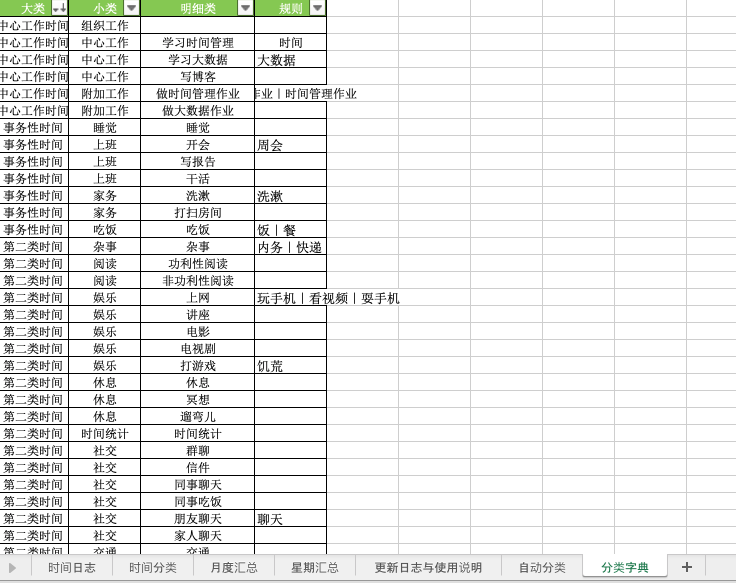 大类 小类 明细类 规则
中心工作时间 组织工作
中心工作时间 中心工作 学习时间管理 时间
中心工作时间 中心工作 学习大数据 大数据
中心工作时间 中心工作 写博客
中心工作时间 附加工作 做时间管理作业 作业|时间管理作业
中心工作时间 附加工作 做大数据作业
事务性时间 睡觉 睡觉
事务性时间 上班 开会 周会
事务性时间 上班 写报告
事务性时间 上班 干活
事务性时间 家务 洗漱 洗漱
事务性时间 家务 打扫房间
事务性时间 吃饭 吃饭 饭|餐
第二类时间 杂事 杂事 内务|快递
第二类时间 阅读 功利性阅读
第二类时间 阅读 非功利性阅读
第二类时间 娱乐 上网 玩手机|看视频|耍手机
第二类时间 娱乐 讲座
第二类时间 娱乐 电影
第二类时间 娱乐 电视剧
第二类时间 娱乐 打游戏 饥荒
第二类时间 休息 休息
第二类时间 休息 冥想
第二类时间 休息 遛弯儿
第二类时间 时间统计 时间统计
第二类时间 社交 群聊
第二类时间 社交 信件
第二类时间 社交 同事聊天
第二类时间 社交 同事吃饭
第二类时间 社交 朋友聊天 聊天
第二类时间 社交 家人聊天
第二类时间 交通 交通
时间日志 时间分类 月度汇总 星期汇总 更新日志与使用说明 自动分类 分类字典 +